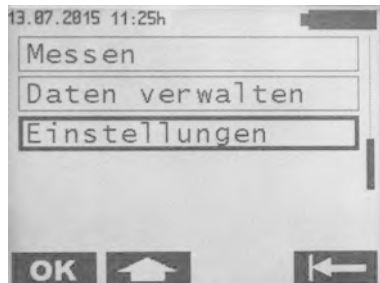 13.07.2015 11:25h
Messen
Daten verwalten
Einstellungen
OK